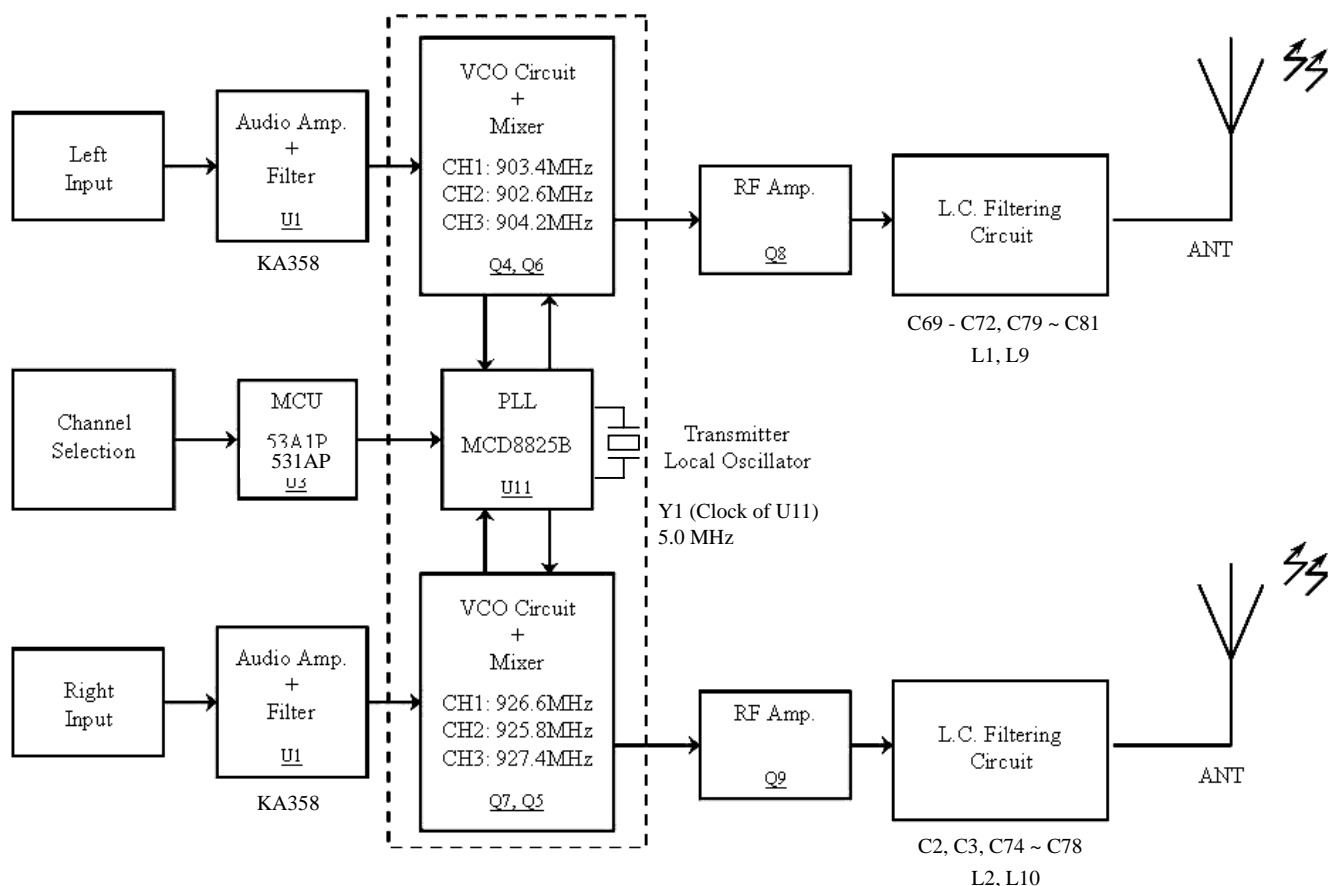 Left
Input
Audio Amp.
+
Filter
U1
KA358
VCO Circuit
+
Mixer
CH1: 903.4MHz
CH2: 902.6MHz
CH3: 904.2MHz
Q4, Q6
RF Amp.
Q8
L.C. Filtering
Circuit
C69 - C72, C79 ~ C81
L1, L9
ANT
Channel
Selection
MCU
53A1P
531AP
U3
PLL
MCD8825B
U11
Transmitter
Local Oscillator
Y1 (Clock of U11)
5.0 MHz
Right
Input
Audio Amp.
+
Filter
U1
KA358
VCO Circuit
+
Mixer
CH1: 926.6MHz
CH2: 925.8MHz
CH3: 927.4MHz
Q7, Q5
RF Amp.
Q9
L.C. Filtering
Circuit
C2, C3, C74 ~ C78
L2, L10
ANT